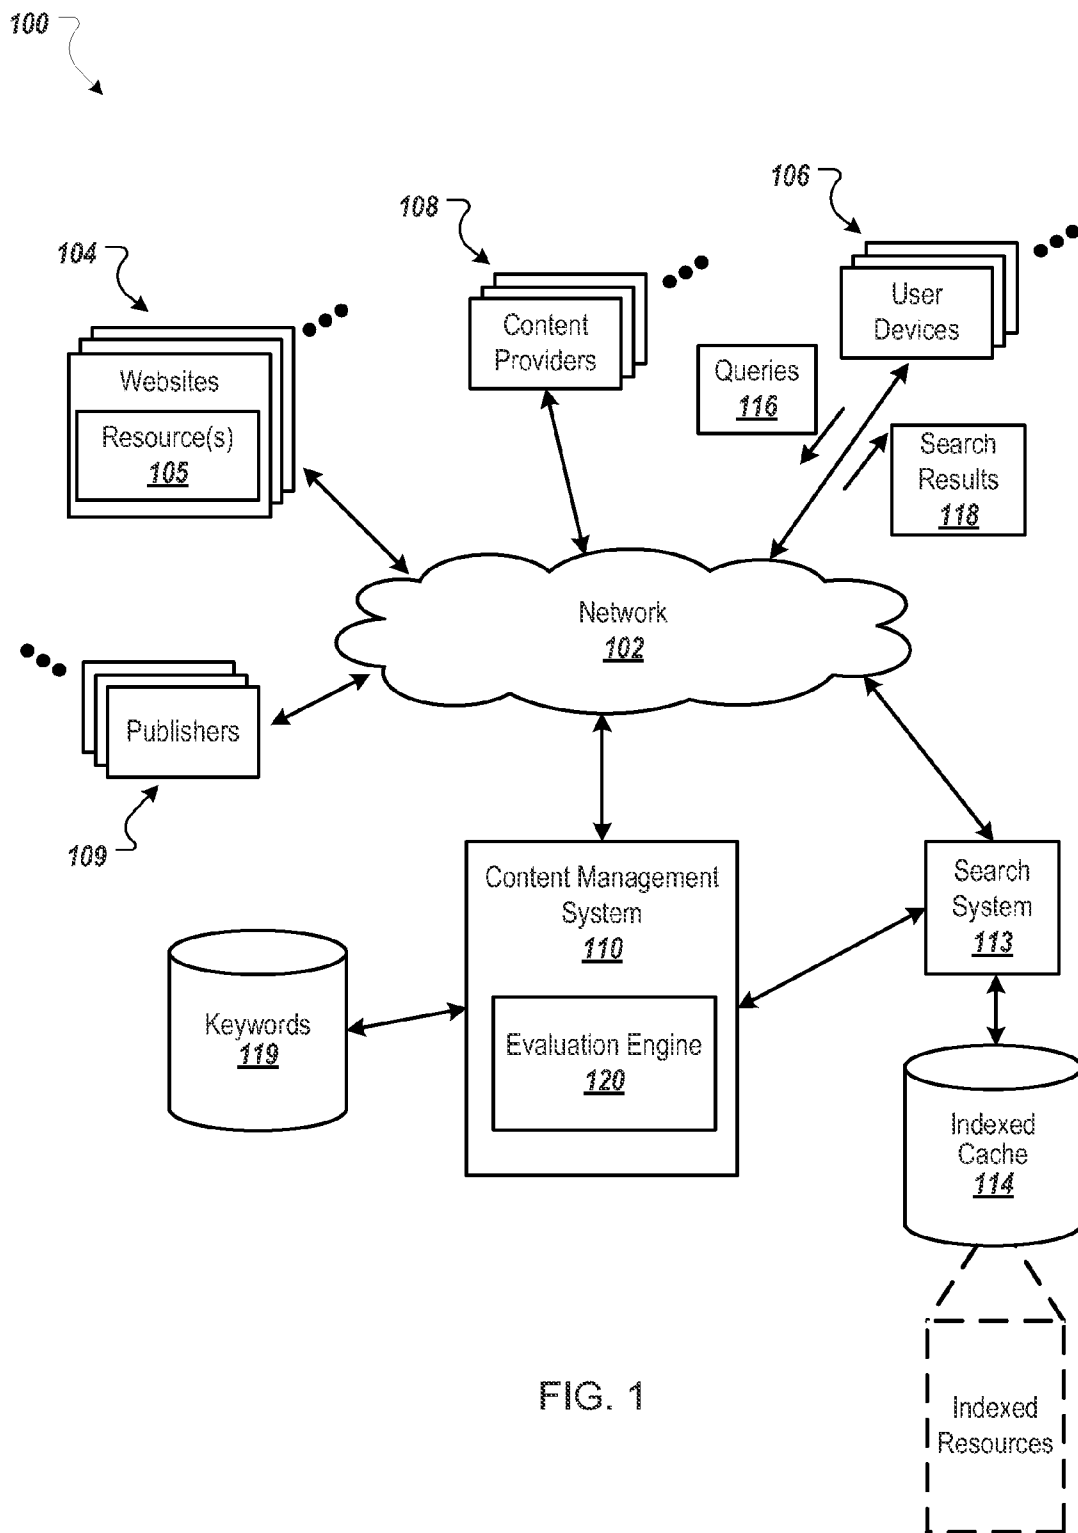 100
106
108
104
User
Devices
Content
Providers
Queries
116
Websites
Resource(s)
105
Search
Results
118
Network
102
Publishers
109
Content Management
System
110
Search
System
113
Keywords
119
Evaluation Engine
120
Indexed
Cache
114
FIG. 1
Indexed
Resources